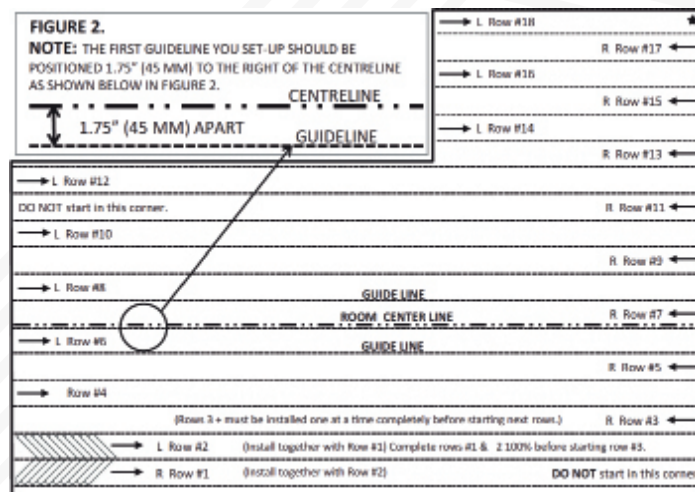 FIGURE 2.
NOTE: THE FIRST GUIDELINE YOU SET-UP SHOULD BE
POSITIONED 1.75" (45 MM) TO THE RIGHT OF THE CENTRELINE
AS SHOWN BELOW IN FIGURE 2.
CENTRELINE
1.75" (45 MM) APART
GUIDELINE
L Row #18
R Row #17
L Row #16
R Row #15
L Row #14
R Row #13
L Row #12
DO NOT start in this corner.
R Row #11
L Row #10
R Row #9
L Row #8
GUIDE LINE
ROOM CENTER LINE
R Row #7
L Row #6
GUIDE LINE
R Row #5
Row #4
(Rows 3 + must be installed one at a time completely before starting next rows.)
R Row #3
L Row #2 (Install together with Row #1) Complete rows #1 & 2 100% before starting row #3.
R Row #1 (Install together with Row #2)
DO NOT start in this corner